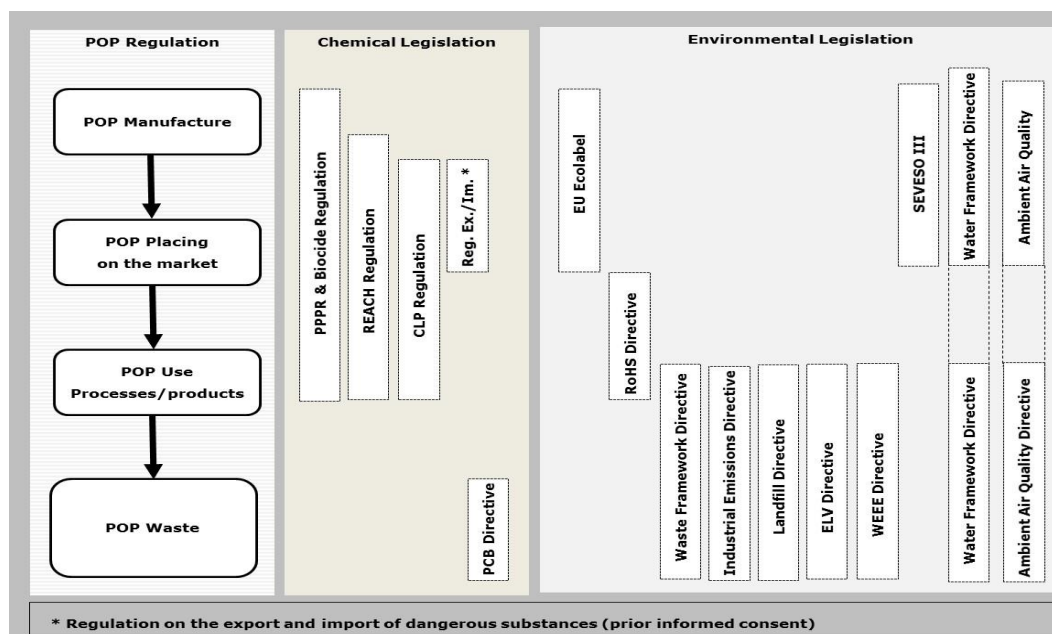 POP Regulation
Chemical Legislation
Environmental Legislation
POP Manufacture
POP Placing
on the market
POP Use
Processes/products
POP Waste
PPPR & Biocide Regulation
REACH Regulation
CLP Regulation
Reg. Ex./Im. *
PCB Directive
EU Ecolabel
RoHS Directive
Waste Framework Directive
Industrial Emissions Directive
Landfill Directive
ELV Directive
WEEE Directive
SEVESO III
Water Framework Directive
Ambient Air Quality
Water Framework Directive
Ambient Air Quality Directive
* Regulation on the export and import of dangerous substances (prior informed consent)